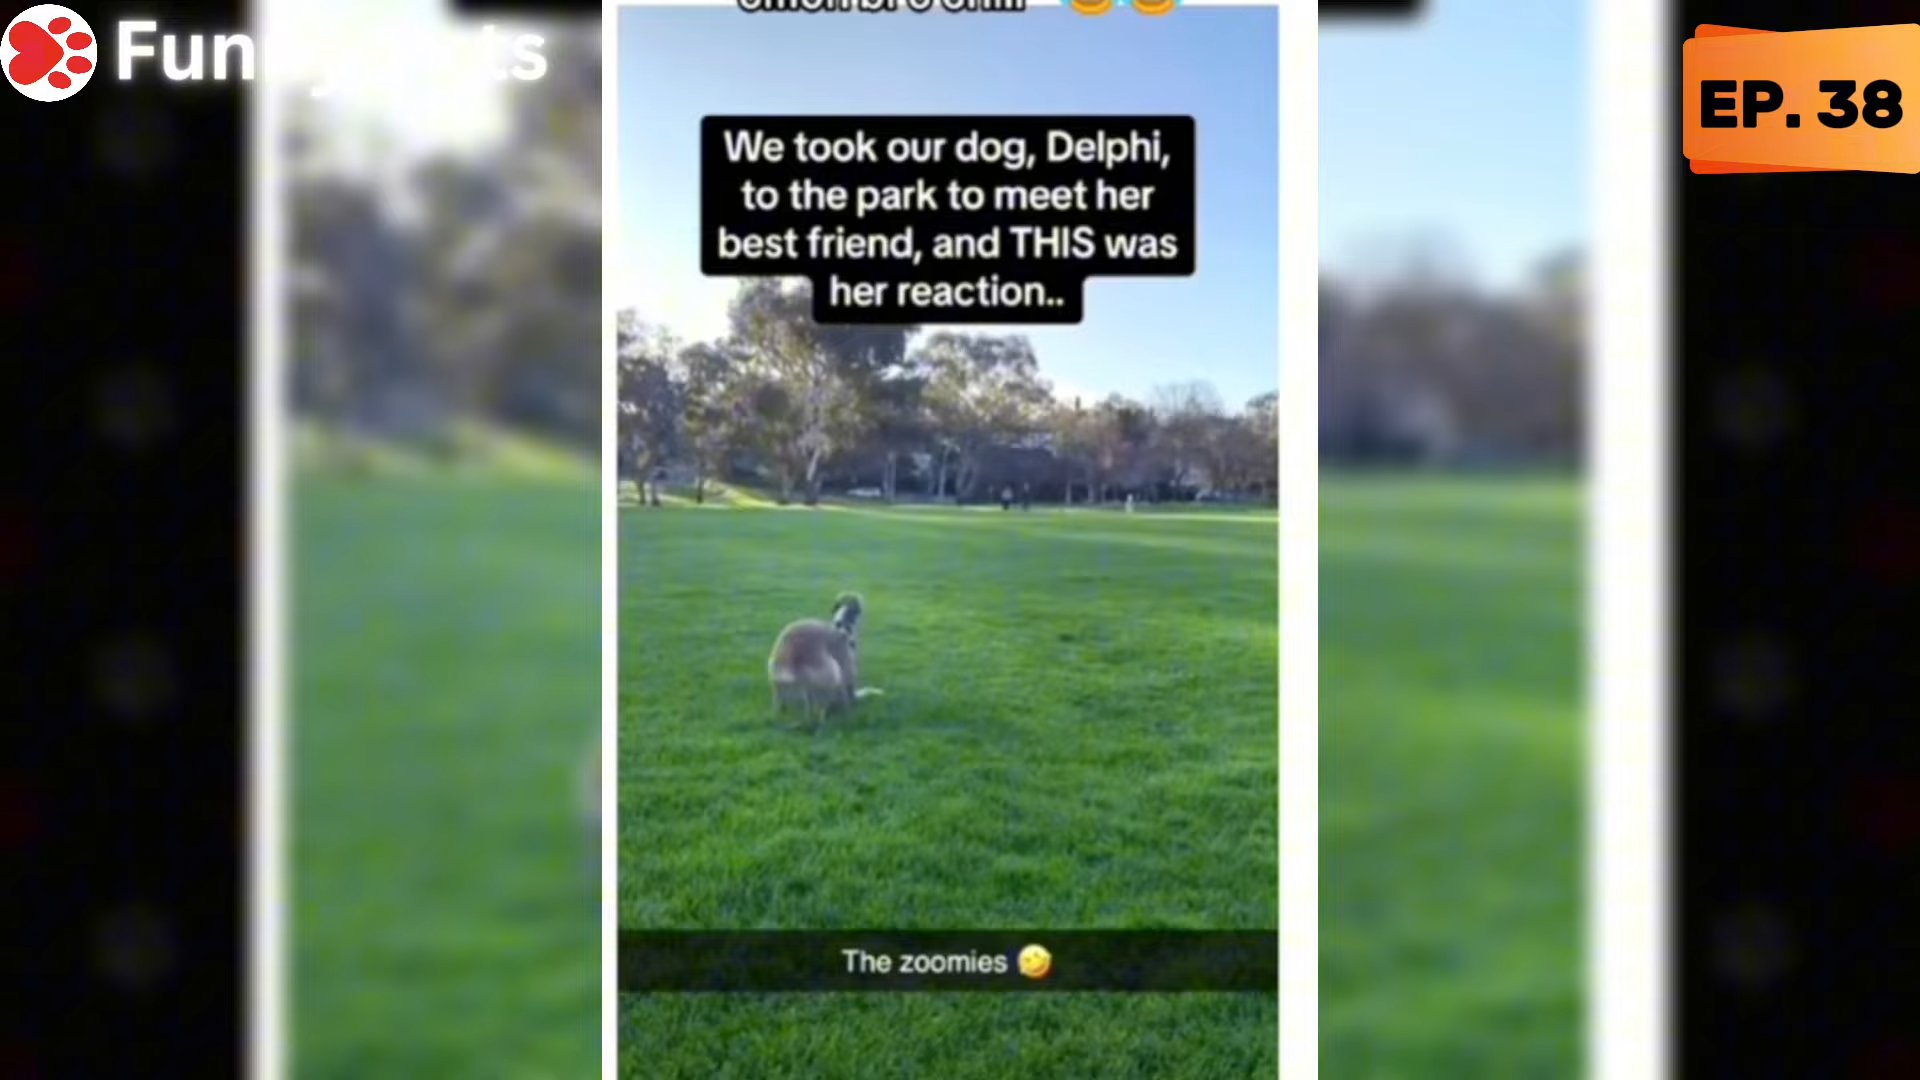 EP. 38
We took our dog, Delphi,
to the park to meet her
best friend, and THIS was
her reaction..
The zoomies 🤣